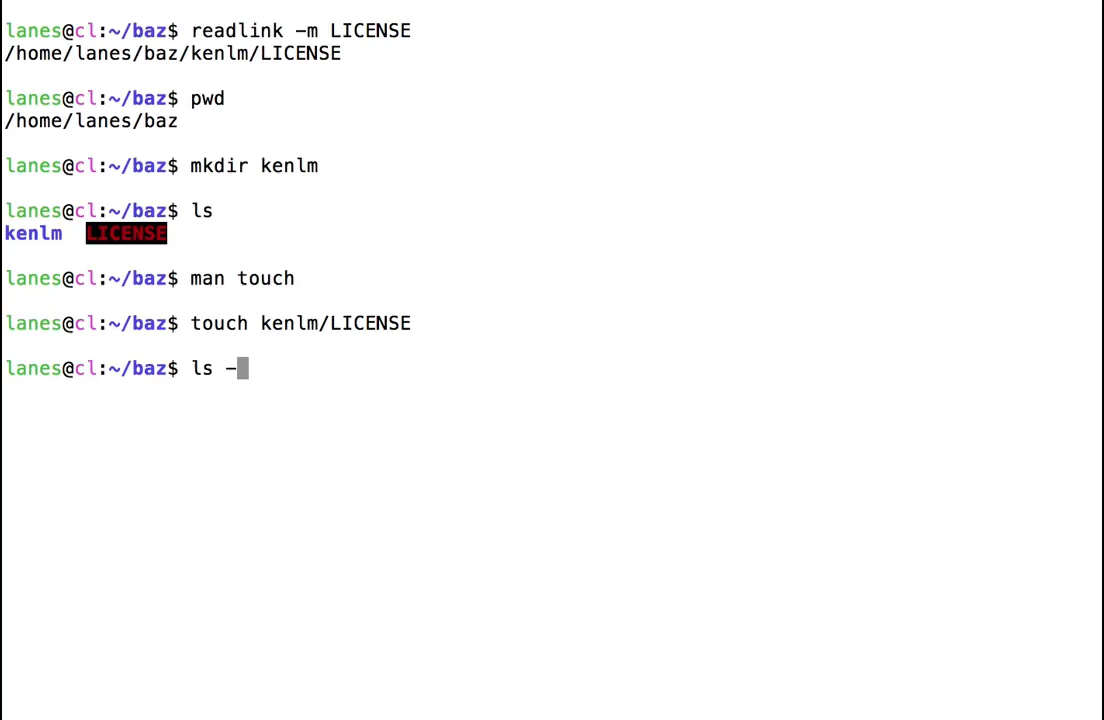 lanes@cl:~/baz$ readlink -m LICENSE
/home/lanes/baz/kenlm/LICENSE
lanes@cl:~/baz$ pwd
/home/lanes/baz
lanes@cl:~/baz$ mkdir kenlm
lanes@cl:~/baz$ ls
kenlm  LICENSE
lanes@cl:~/baz$ man touch
lanes@cl:~/baz$ touch kenlm/LICENSE
lanes@cl:~/baz$ ls -